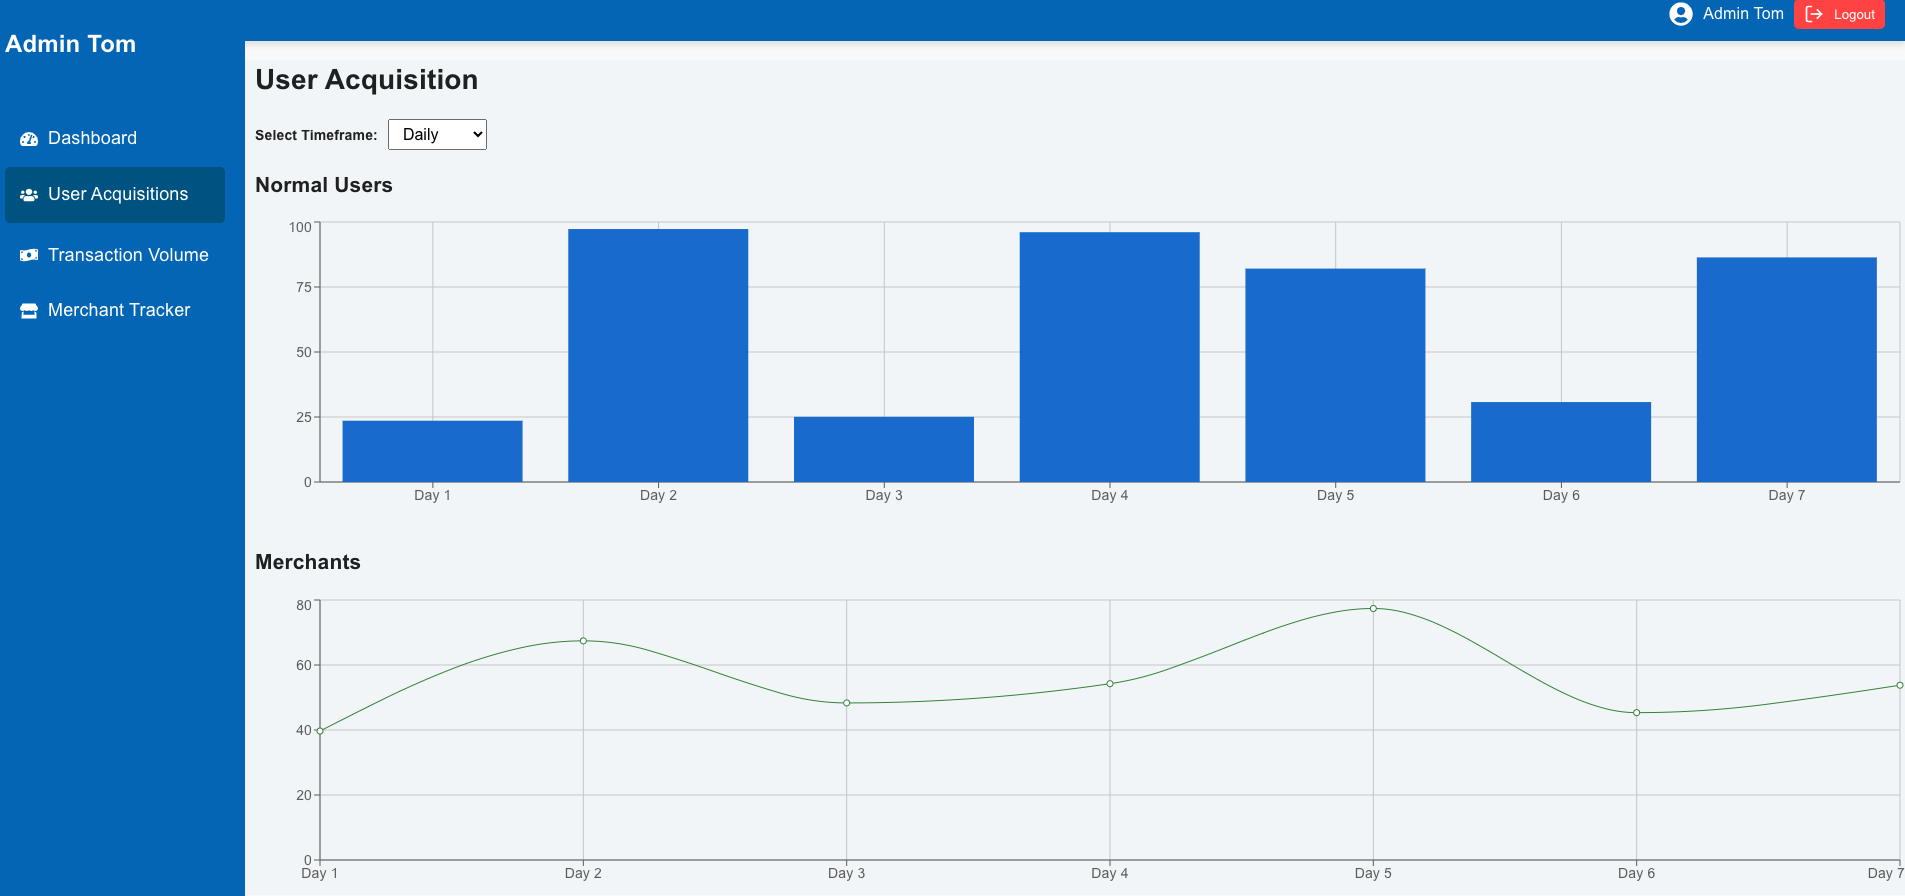 Admin Tom
Logout
Admin Tom
Dashboard
User Acquisitions
Transaction Volume
Merchant Tracker
User Acquisition
Select Timeframe: Daily
Normal Users
100
75
50
25
0
Day 1 Day 2 Day 3 Day 4 Day 5 Day 6 Day 7
Merchants
80
60
40
20
0
Day 1 Day 2 Day 3 Day 4 Day 5 Day 6 Day 7